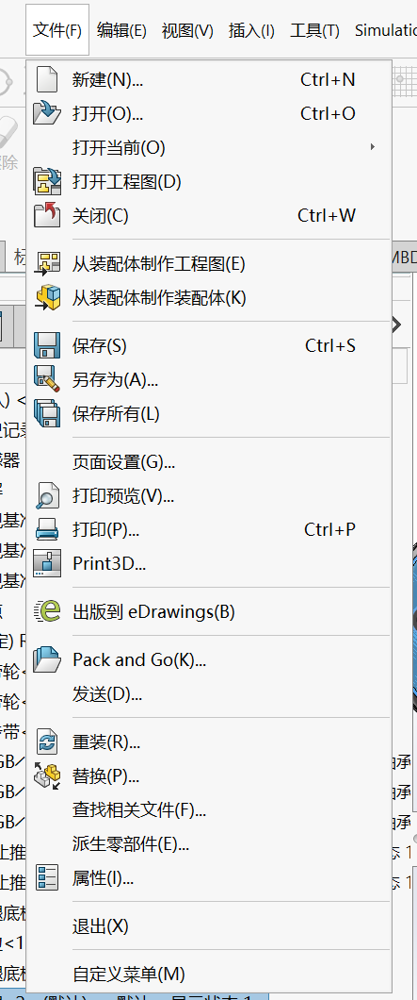 文件(F) 编辑(E) 视图(V) 插入(I) 工具(T) Simulatio
新建(N)... Ctrl+N
打开(O)... Ctrl+O
打开当前(O)
打开工程图(D)
关闭(C) Ctrl+W
从装配体制作工程图(E)
从装配体制作装配体(K)
保存(S) Ctrl+S
另存为(A)...
保存所有(L)
页面设置(G)...
打印预览(V)...
打印(P)... Ctrl+P
Print3D...
出版到 eDrawings(B)
Pack and Go(K)...
发送(D)...
重装(R)...
替换(P)...
查找相关文件(F)...
派生零部件(E)...
属性(I)...
退出(X)
自定义菜单(M)